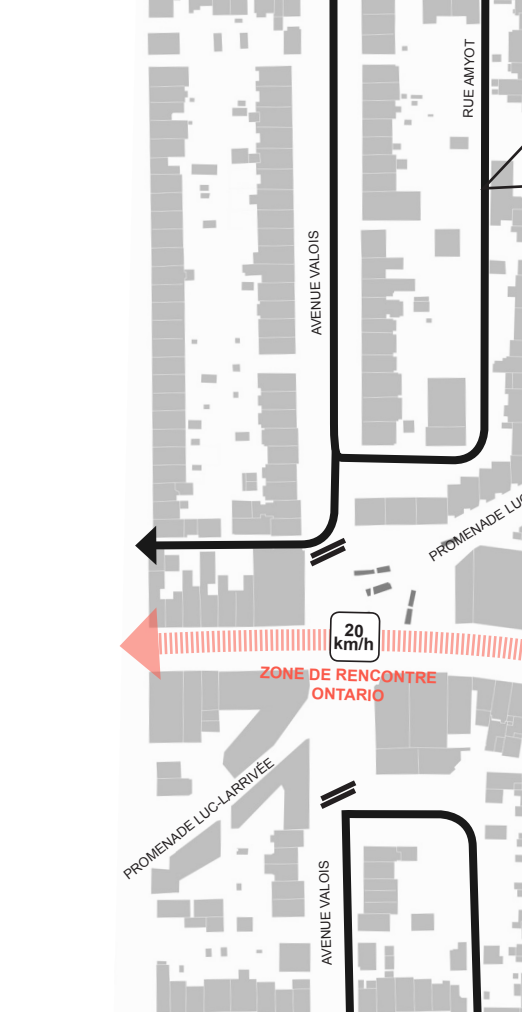 RUE AMYOT
AVENUE VALOIS
PROMENADE LUC
20
km/h
ZONE DE RENCONTRE
ONTARIO
PROMENADE LUC-LARRIVÉE
AVENUE VALOIS